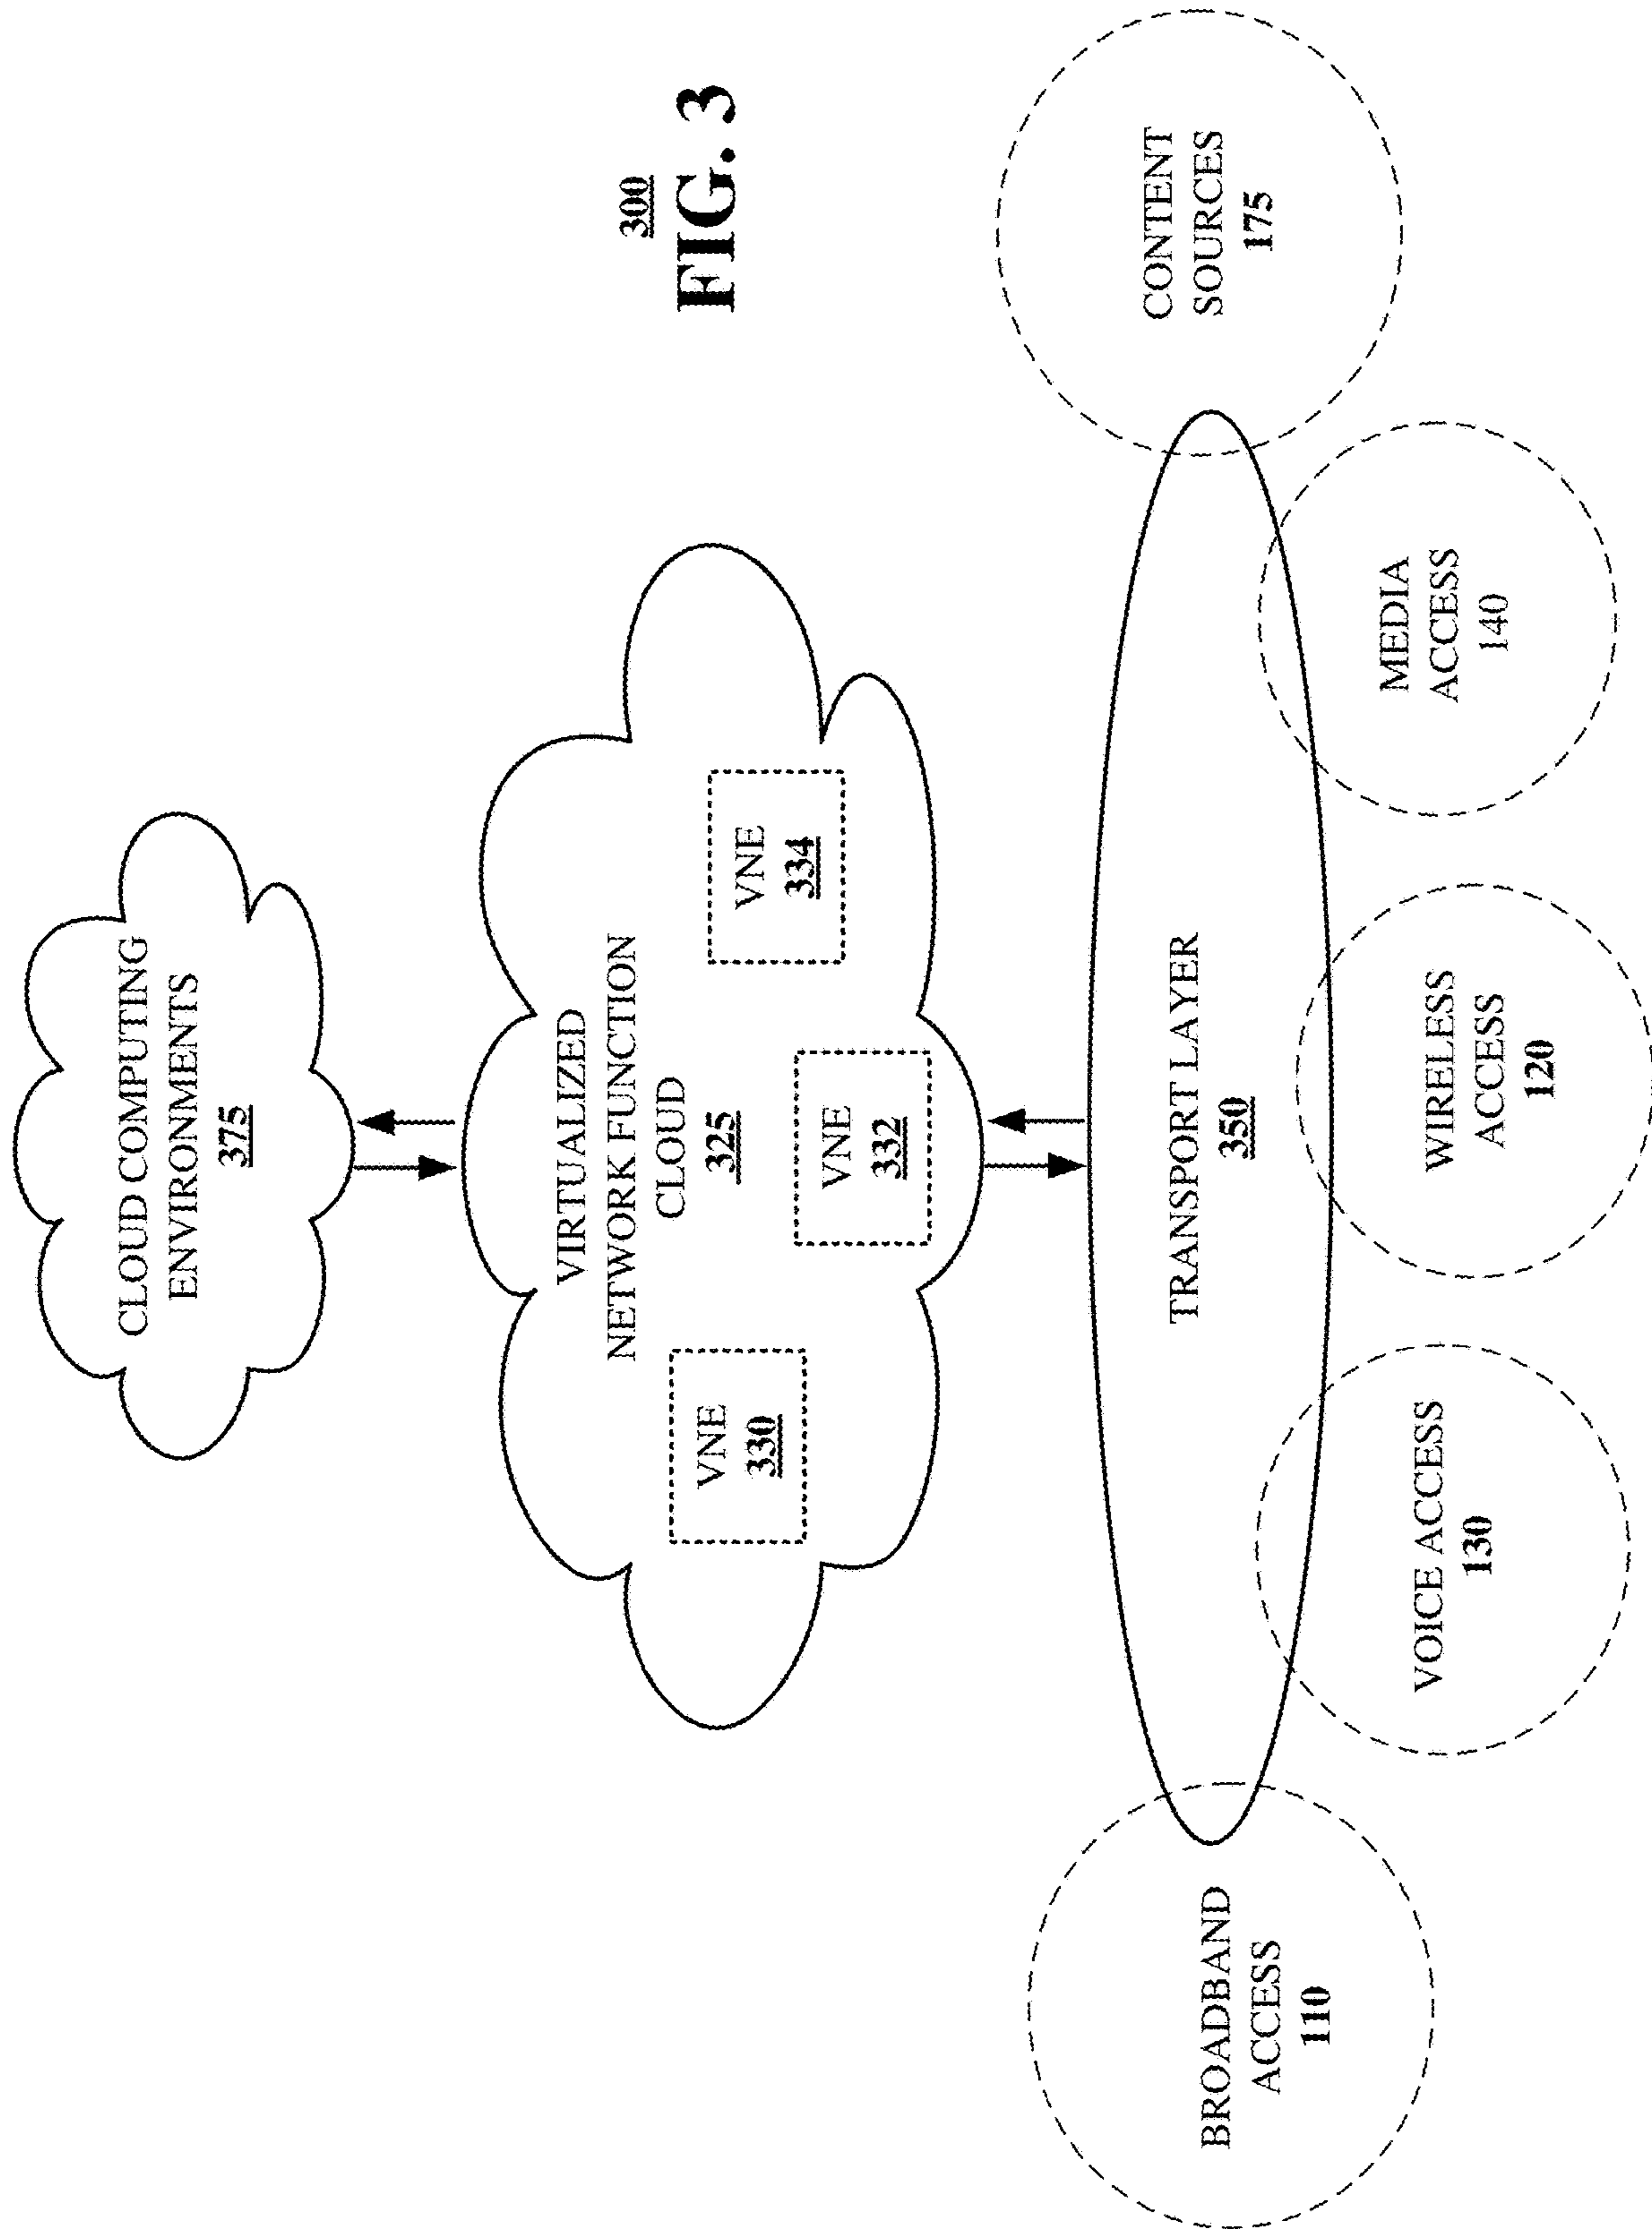 CLOUD COMPUTING
ENVIRONMENTS
375
VIRTUALIZED
NETWORK FUNCTION
CLOUD
325
VNE
330
VNE
332
VNE
334
TRANSPORT LAYER
350
BROADBAND
ACCESS
110
VOICE ACCESS
130
WIRELESS
ACCESS
120
MEDIA
ACCESS
140
CONTENT
SOURCES
175
300
FIG. 3